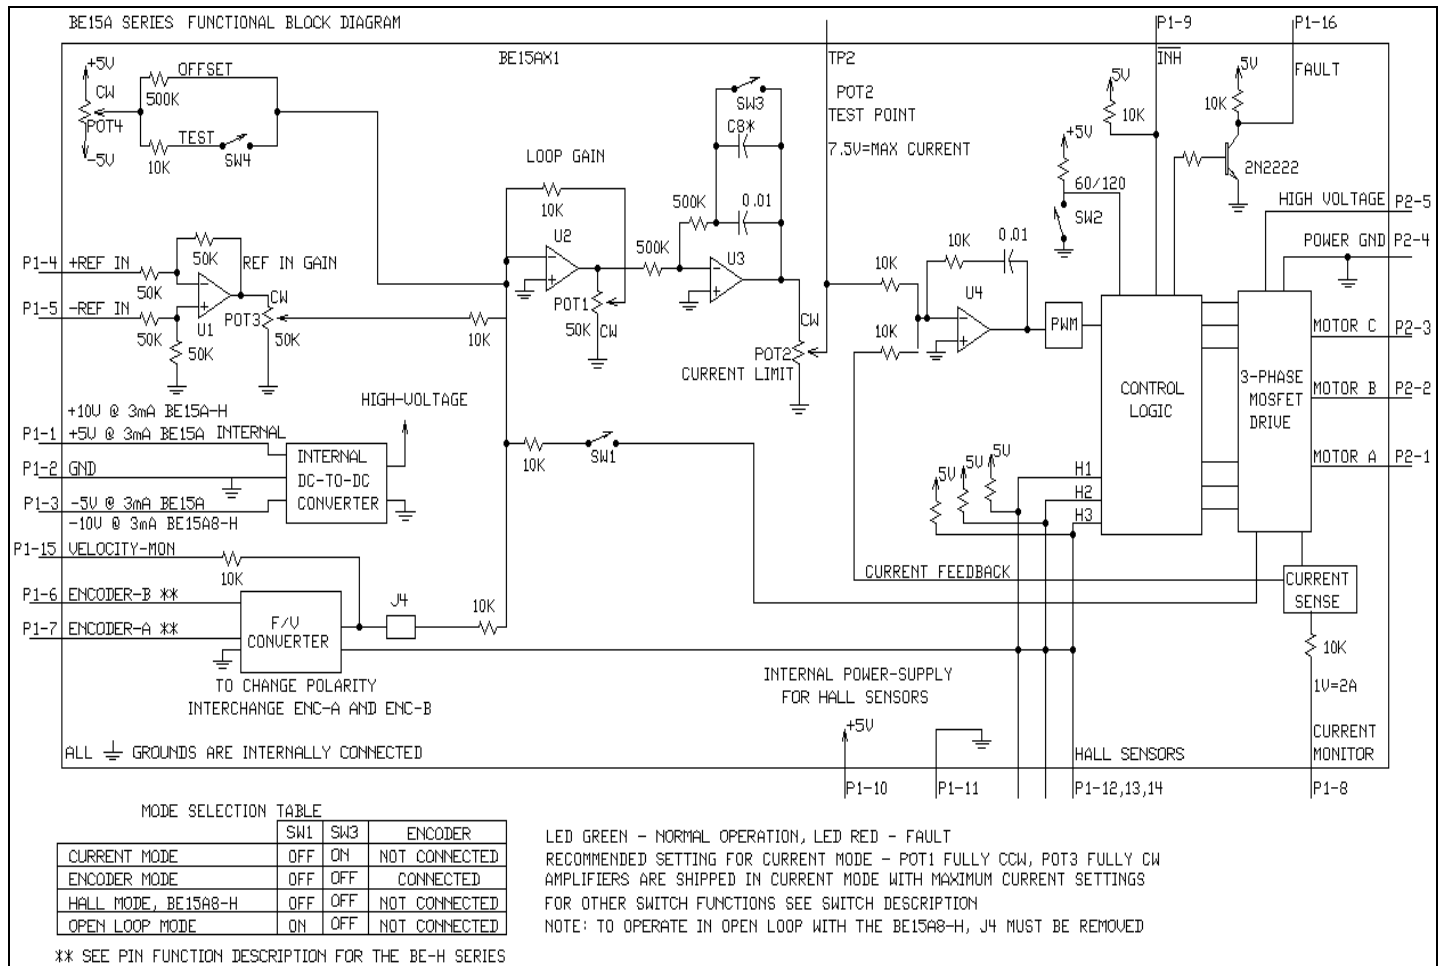 BE15A SERIES FUNCTIONAL BLOCK DIAGRAM
P1-9
P1-16
BE15AX1
TP2
INH
+5V
OFFSET
CW
500K
POT4
TEST
-5V
10K
SW4
SW3
C8*
POT2
TEST POINT
7.5V=MAX CURRENT
5V
10K
5V
10K
FAULT
2N2222
+5V
60/120
SW2
LOOP GAIN
10K
U2
500K
0.01
500K
U3
POT1
50K CW
HIGH VOLTAGE P2-5
POWER GND P2-4
P1-4 +REF IN
50K
50K
REF IN GAIN
CW
P1-5 -REF IN
50K
U1
50K
POT3
50K
10K
CW
POT2
CURRENT LIMIT
10K
10K
10K
0.01
U4
PWM
CONTROL
LOGIC
3-PHASE
MOSFET
DRIVE
MOTOR C P2-3
MOTOR B P2-2
MOTOR A P2-1
HIGH-VOLTAGE
+10V @ 3mA BE15A-H
P1-1 +5V @ 3mA BE15A INTERNAL
P1-2 GND
P1-3 -5V @ 3mA BE15A
-10V @ 3mA BE15A8-H
INTERNAL
DC-TO-DC
CONVERTER
10K
SW1
5V
5V
5V
H1
H2
H3
P1-15 VELOCITY-MON
10K
P1-6 ENCODER-B **
P1-7 ENCODER-A **
F/V
CONVERTER
J4
10K
CURRENT FEEDBACK
CURRENT
SENSE
10K
1V=2A
CURRENT
MONITOR
TO CHANGE POLARITY
INTERCHANGE ENC-A AND ENC-B
INTERNAL POWER-SUPPLY
FOR HALL SENSORS
+5V
ALL GROUNDS ARE INTERNALLY CONNECTED
HALL SENSORS
P1-10
P1-11
P1-12,13,14
P1-8
MODE SELECTION TABLE
SW1 SW3 ENCODER
CURRENT MODE OFF ON NOT CONNECTED
ENCODER MODE OFF OFF CONNECTED
HALL MODE, BE15A8-H OFF OFF NOT CONNECTED
OPEN LOOP MODE ON OFF NOT CONNECTED
** SEE PIN FUNCTION DESCRIPTION FOR THE BE-H SERIES
LED GREEN - NORMAL OPERATION, LED RED - FAULT
RECOMMENDED SETTING FOR CURRENT MODE - POT1 FULLY CCW, POT3 FULLY CW
AMPLIFIERS ARE SHIPPED IN CURRENT MODE WITH MAXIMUM CURRENT SETTINGS
FOR OTHER SWITCH FUNCTIONS SEE SWITCH DESCRIPTION
NOTE: TO OPERATE IN OPEN LOOP WITH THE BE15A8-H, J4 MUST BE REMOVED